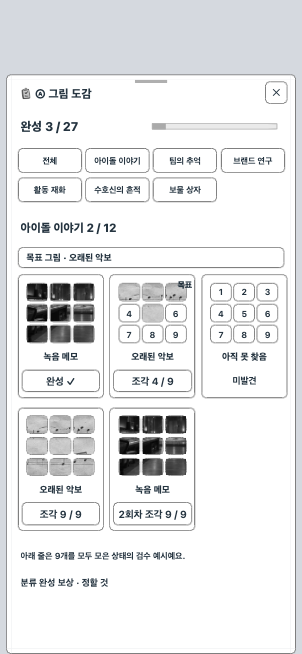 📋 Ⓐ 그림 도감 ×
완성 3 / 27
전체 아이돌 이야기 팀의 추억 브랜드 연구
활동 재화 수호신의 흔적 보물 상자
아이돌 이야기 2 / 12
목표 그림 · 오래된 악보
목표
1 2 3
4 6 4 5 6
7 8 9 7 8 9
녹음 메모 오래된 악보 아직 못 찾음
완성 ✓ 조각 4 / 9 미발견
오래된 악보 녹음 메모
조각 9 / 9 2회차 조각 9 / 9
아래 줄은 9개를 모두 모은 상태의 검수 예시예요.
분류 완성 보상 · 정할 것